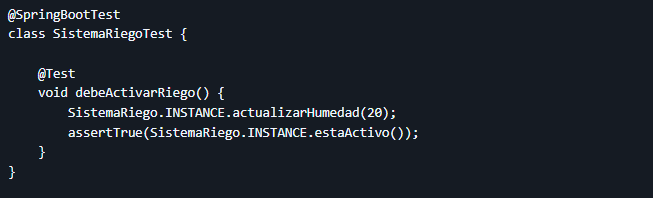 @SpringBootTest
class SistemaRiegoTest {
    @Test
    void debeActivarRiego() {
        SistemaRiego.INSTANCE.actualizarHumedad(20);
        assertTrue(SistemaRiego.INSTANCE.estaActivo());
    }
}